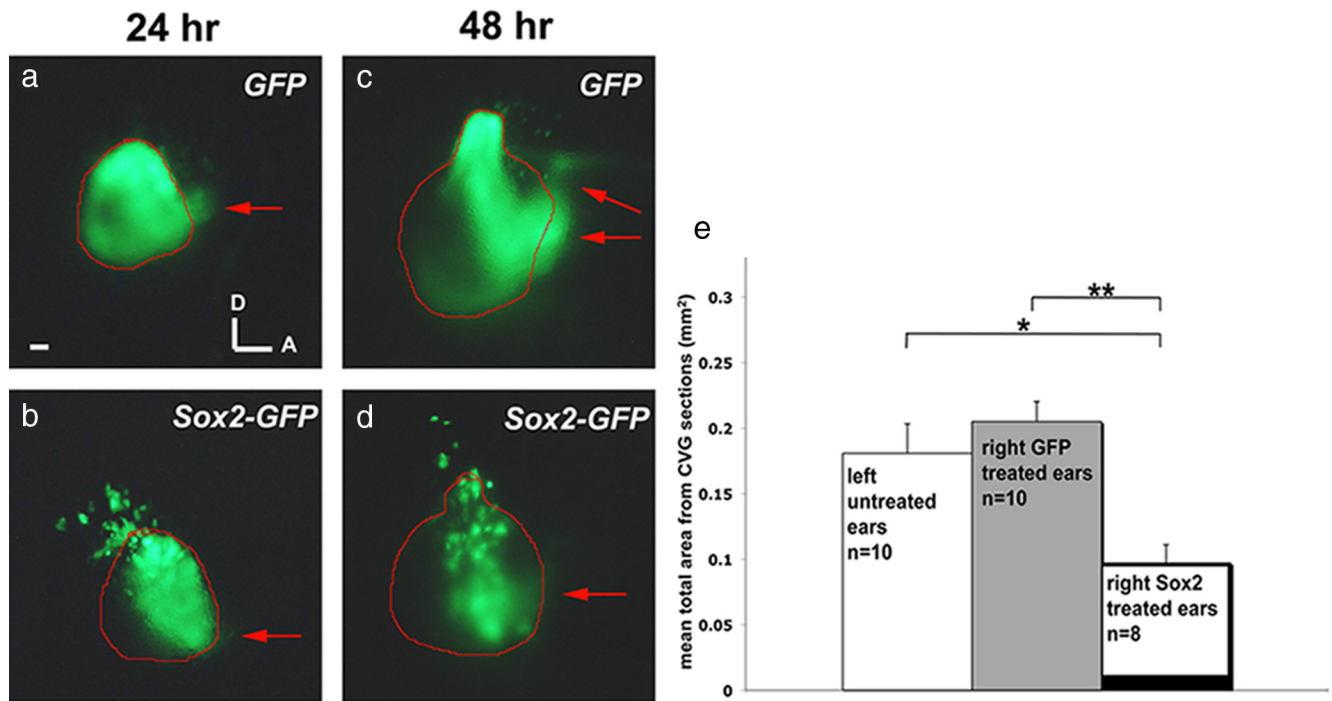 24 hr
48 hr
a
GFP
D
A
c
GFP
b
Sox2-GFP
d
Sox2-GFP
e
mean total area from CVG sections (mm²)
0.3
0.25
0.2
0.15
0.1
0.05
0
*
**
left
untreated
ears
n=10
right GFP
treated ears
n=10
right Sox2
treated ears
n=8